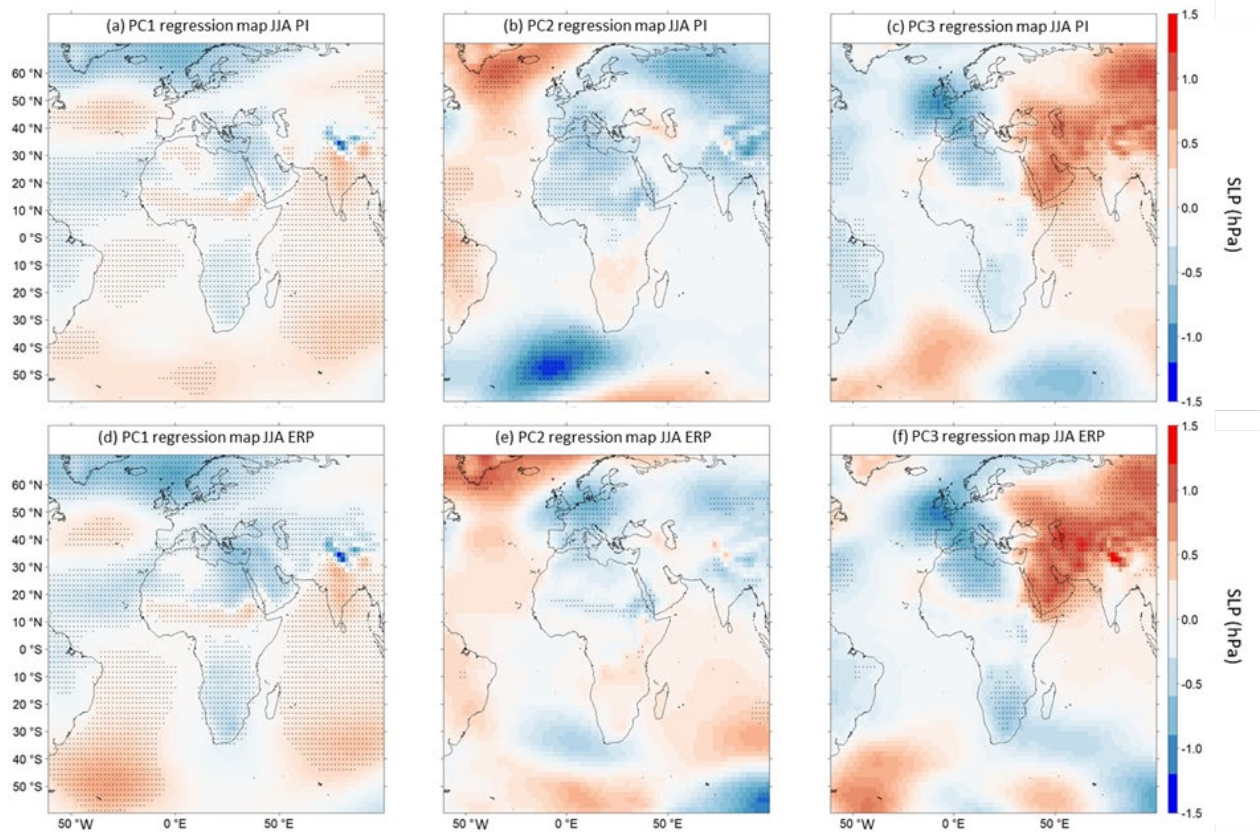 (a) PC1 regression map JJA PI
(b) PC2 regression map JJA PI
(c) PC3 regression map JJA PI
60 °N
50 °N
40 °N
30 °N
20 °N
10 °N
0 °S
10 °S
20 °S
30 °S
40 °S
50 °S
1.5
1.0
0.5
0.0
-0.5
-1.0
-1.5
SLP (hPa)
(d) PC1 regression map JJA ERP
(e) PC2 regression map JJA ERP
(f) PC3 regression map JJA ERP
60 °N
50 °N
40 °N
30 °N
20 °N
10 °N
0 °S
10 °S
20 °S
30 °S
40 °S
50 °S
1.5
1.0
0.5
0.0
-0.5
-1.0
-1.5
SLP (hPa)
50 °W 0 °E 50 °E
50 °W 0 °E 50 °E
50 °W 0 °E 50 °E